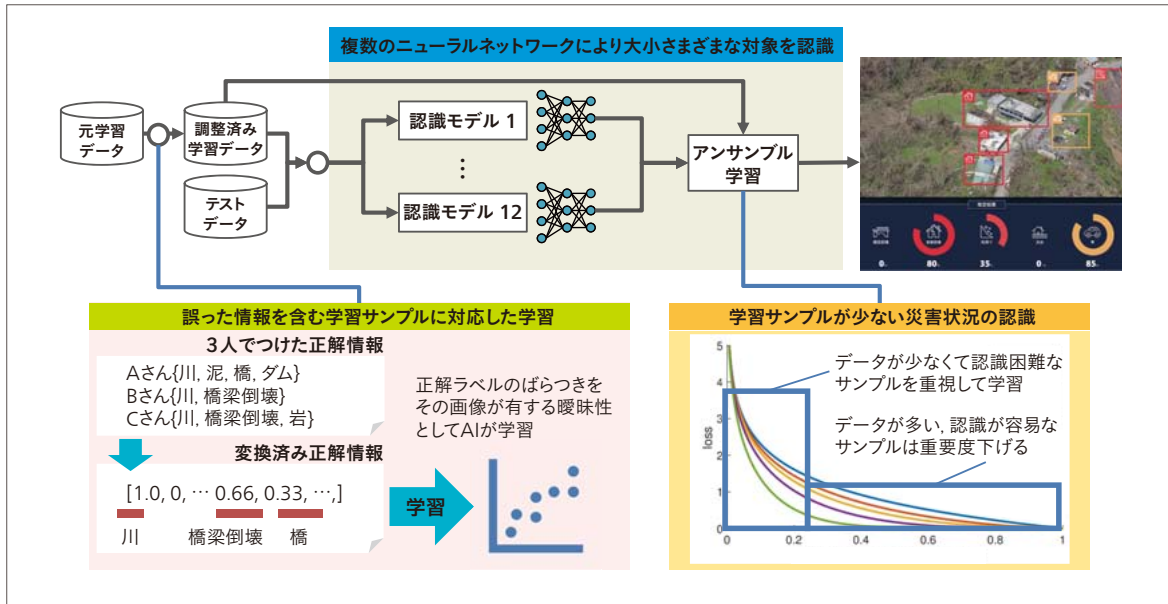 複数のニューラルネットワークにより大小さまざまな対象を認識
元学習
データ
調整済み
学習データ
テスト
データ
認識モデル 1
⋮
認識モデル 12
アンサンブル
学習
0
80
35
0
85
誤った情報を含む学習サンプルに対応した学習
3人でつけた正解情報
Aさん{川, 泥, 橋, ダム}
Bさん{川, 橋梁倒壊}
Cさん{川, 橋梁倒壊, 岩}
変換済み正解情報
[1.0, 0, … 0.66, 0.33, …,]
川
橋梁倒壊
橋
正解ラベルのばらつきを
その画像が有する曖昧性
としてAIが学習
学習
学習サンプルが少ない災害状況の認識
データが少なくて認識困難な
サンプルを重視して学習
データが多い, 認識が容易な
サンプルは重要度下げる
loss
5
4
3
2
1
0
0
0.2
0.4
0.6
0.8
1